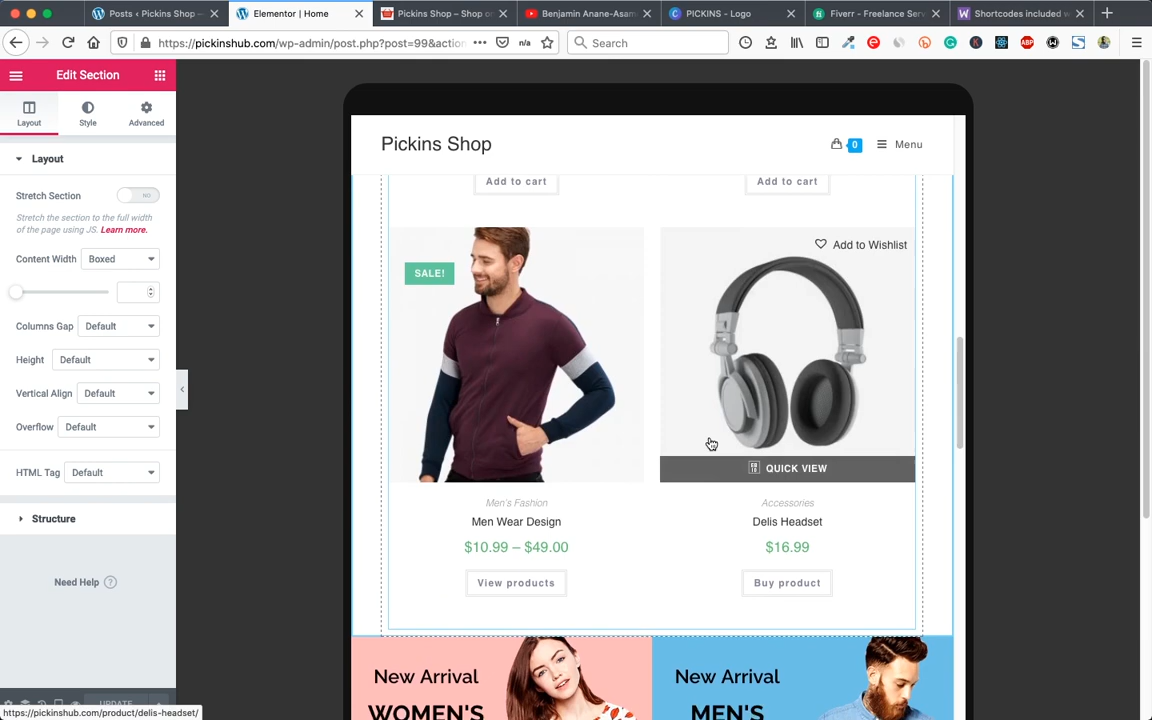 Posts ‹ Pickins Shop —
Elementor | Home
Pickins Shop – Shop o
Benjamin Anane-Asam
PICKINS - Logo
Fiverr - Freelance Serv
Shortcodes included w
https://pickinshub.com/wp-admin/post.php?post=99&action
Search
Edit Section
Layout
Style
Advanced
Layout
Stretch Section
NO
Stretch the section to the full width
of the page using JS. Learn more.
Content Width
Boxed
Columns Gap
Default
Height
Default
Vertical Align
Default
Overflow
Default
HTML Tag
Default
Structure
Need Help
UPDATE
https://pickinshub.com/product/delis-headset/
Pickins Shop
0
Menu
Add to cart
Add to cart
SALE!
Add to Wishlist
QUICK VIEW
Men's Fashion
Men Wear Design
$10.99 – $49.00
View products
Accessories
Delis Headset
$16.99
Buy product
New Arrival
WOMEN'S
New Arrival
MEN'S